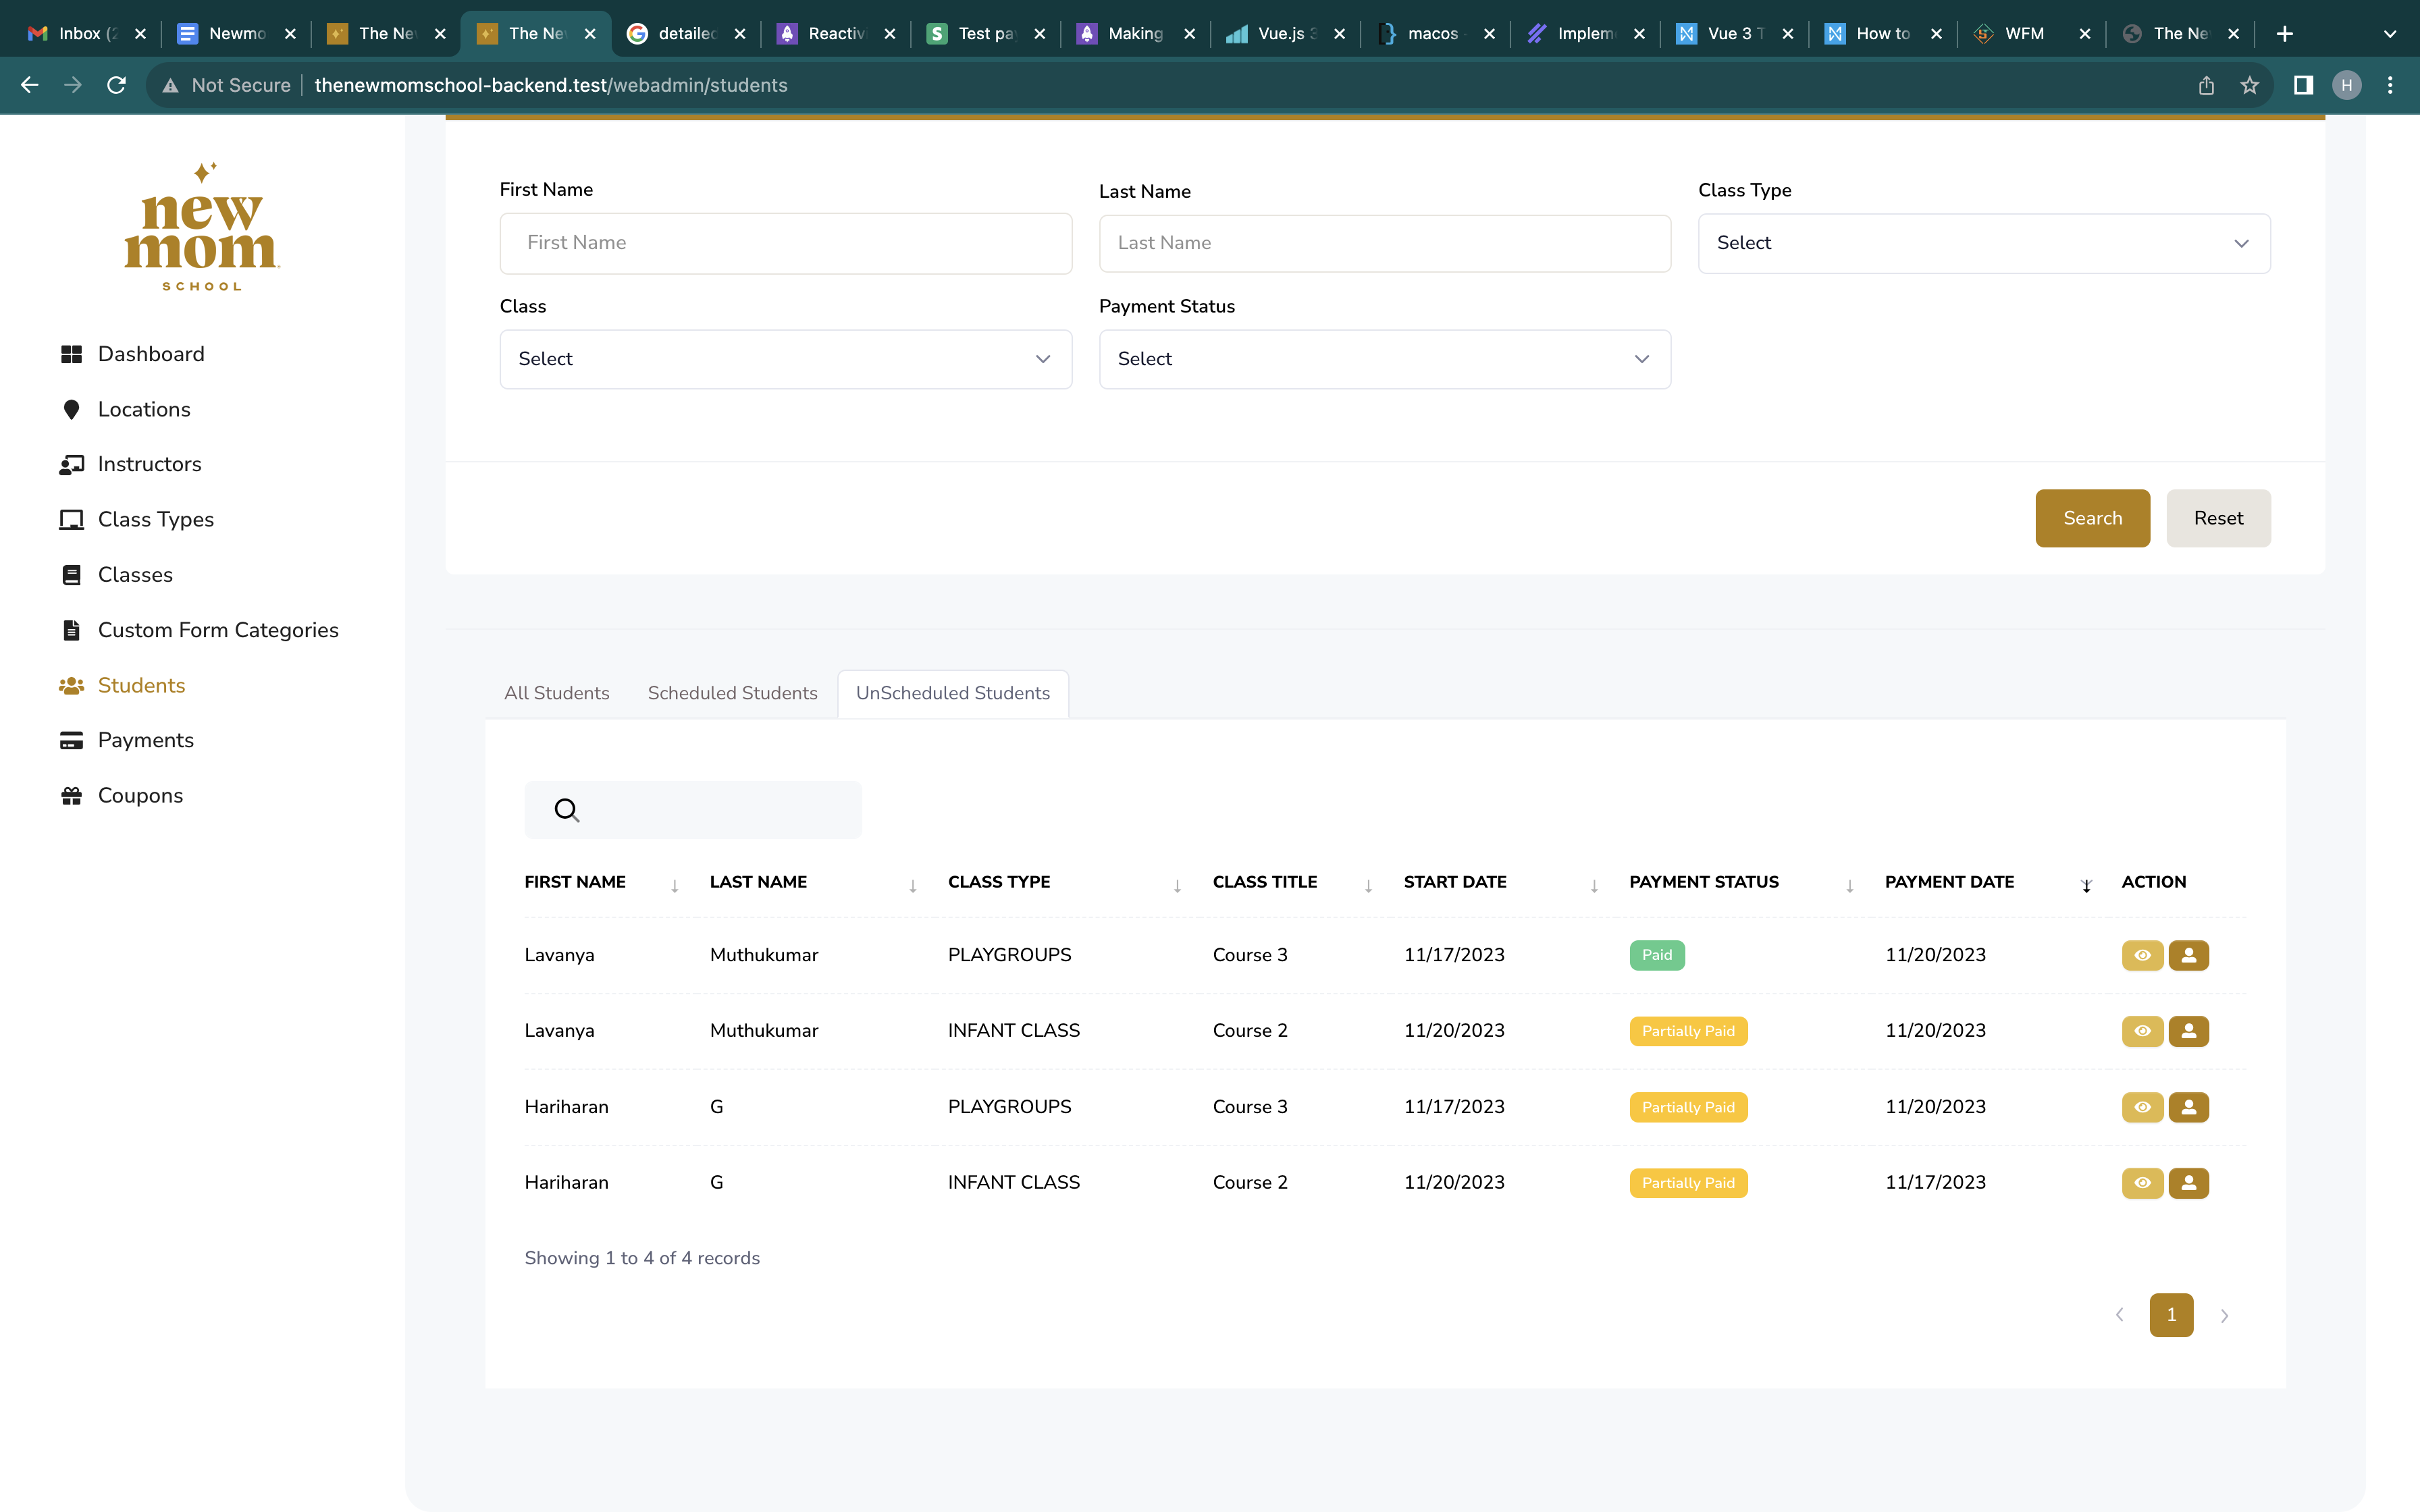 Inbox (2 Newmo The Ne The Ne detailed Reactiv Test pa Making Vue.js 3 macos Implem Vue 3 T How to WFM The Ne
Not Secure thenewmomschool-backend.test/webadmin/students H
new
mom
SCHOOL
Dashboard
Locations
Instructors
Class Types
Classes
Custom Form Categories
Students
Payments
Coupons
First Name Last Name Class Type
First Name Last Name Select
Class Payment Status
Select Select
Search Reset
All Students Scheduled Students UnScheduled Students
FIRST NAME LAST NAME CLASS TYPE CLASS TITLE START DATE PAYMENT STATUS PAYMENT DATE ACTION
Lavanya Muthukumar PLAYGROUPS Course 3 11/17/2023 Paid 11/20/2023
Lavanya Muthukumar INFANT CLASS Course 2 11/20/2023 Partially Paid 11/20/2023
Hariharan G PLAYGROUPS Course 3 11/17/2023 Partially Paid 11/20/2023
Hariharan G INFANT CLASS Course 2 11/20/2023 Partially Paid 11/17/2023
Showing 1 to 4 of 4 records
1